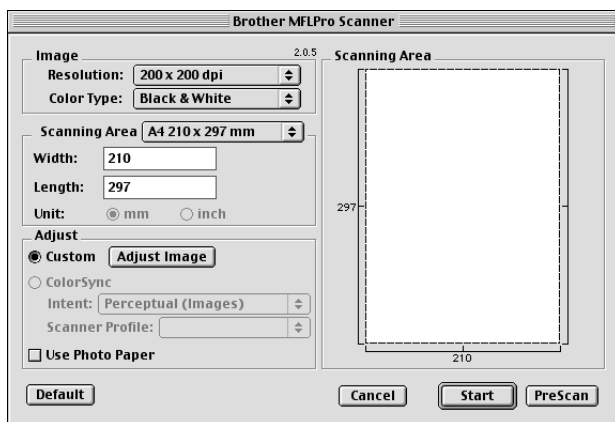 Brother MFLPro Scanner
Image 2.0.5
Resolution: 200 x 200 dpi
Color Type: Black & White
Scanning Area A4 210 x 297 mm
Width: 210
Length: 297
Unit: mm inch
Adjust
Custom Adjust Image
ColorSync
Intent: Perceptual (Images)
Scanner Profile:
Use Photo Paper
Scanning Area
297
210
Default Cancel Start PreScan